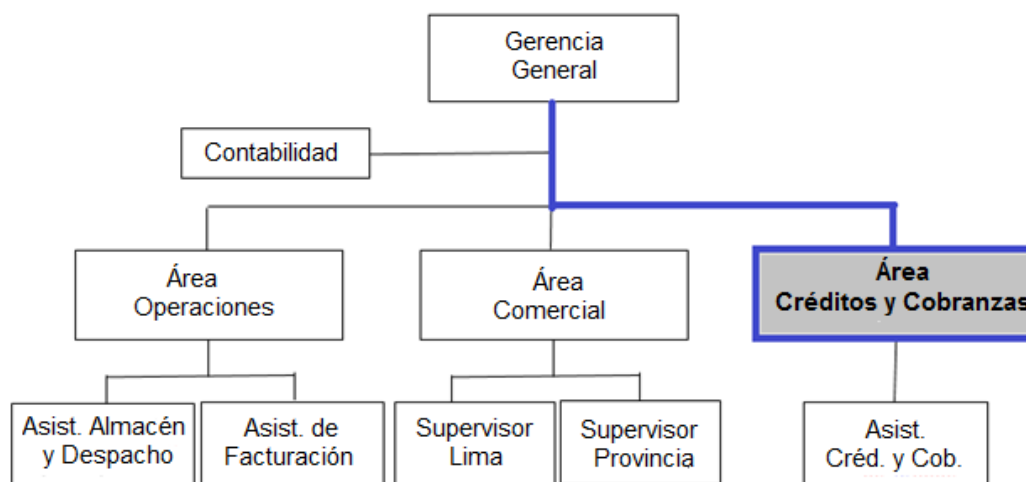 Gerencia
General
Contabilidad
Área
Operaciones
Área
Comercial
Área
Créditos y Cobranzas
Asist. Almacén
y Despacho
Asist. de
Facturación
Supervisor
Lima
Supervisor
Provincia
Asist.
Créd. y Cob.